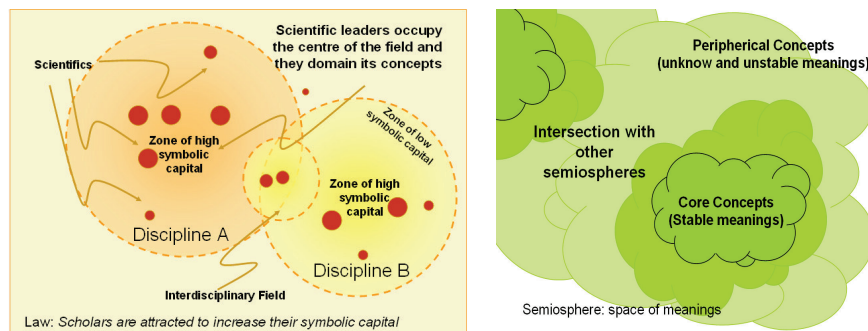 Scientific leaders occupy
the centre of the field and
they domain its concepts
Scientifics
Zone of high
symbolic
capital
Zone of low
symbolic capital
Zone of high
symbolic
capital
Discipline A
Discipline B
Interdisciplinary Field
Law: Scholars are attracted to increase their symbolic capital
Peripherical Concepts
(unknow and unstable meanings)
Intersection with
other
semiospheres
Core Concepts
(Stable meanings)
Semiosphere: space of meanings